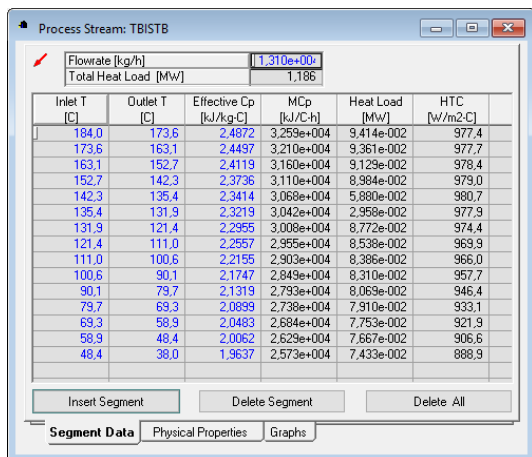 Process Stream: TBISTB
Flowrate [kg/h] 1,310e+004
Total Heat Load [MW] 1,186
Inlet T Outlet T Effective Cp MCp Heat Load HTC
[C] [C] [kJ/kg-C] [kJ/C-h] [MW] [W/m2-C]
184,0 173,6 2,4872 3,259e+004 9,414e-002 977,4
173,6 163,1 2,4497 3,210e+004 9,361e-002 977,7
163,1 152,7 2,4119 3,160e+004 9,129e-002 978,4
152,7 142,3 2,3736 3,110e+004 8,984e-002 979,0
142,3 135,4 2,3414 3,068e+004 5,880e-002 980,7
135,4 131,9 2,3219 3,042e+004 2,958e-002 977,9
131,9 121,4 2,2955 3,008e+004 8,772e-002 974,4
121,4 111,0 2,2557 2,955e+004 8,538e-002 969,9
111,0 100,6 2,2155 2,903e+004 8,386e-002 966,0
100,6 90,1 2,1747 2,849e+004 8,310e-002 957,7
90,1 79,7 2,1319 2,793e+004 8,069e-002 946,4
79,7 69,3 2,0899 2,738e+004 7,910e-002 933,1
69,3 58,9 2,0483 2,684e+004 7,753e-002 921,9
58,9 48,4 2,0062 2,629e+004 7,667e-002 906,6
48,4 38,0 1,9637 2,573e+004 7,433e-002 888,9
Insert Segment Delete Segment Delete All
Segment Data Physical Properties Graphs